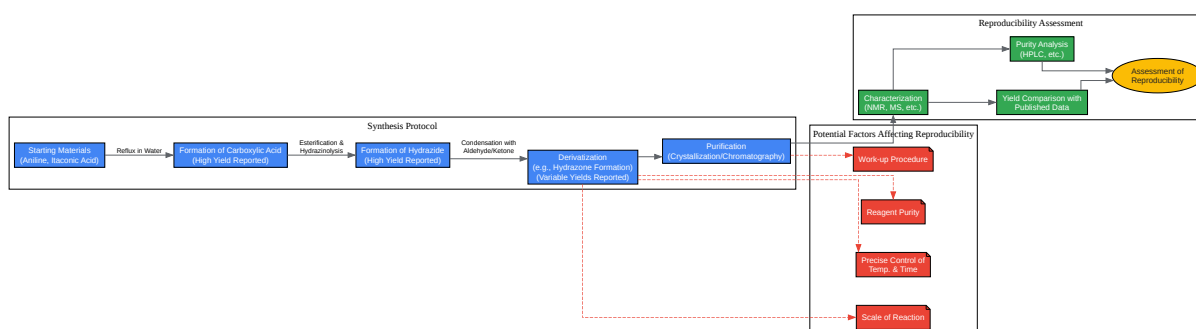 Reproducibility Assessment
Purity Analysis
(HPLC, etc.)
Assessment of
Reproducibility
Characterization
(NMR, MS, etc.)
Yield Comparison with
Published Data
Synthesis Protocol
Starting Materials
(Aniline, Itaconic Acid)
Reflux in Water
Formation of Carboxylic Acid
(High Yield Reported)
Esterification &
Hydrazinolysis
Formation of Hydrazide
(High Yield Reported)
Condensation with
Aldehyde/Ketone
Derivatization
(e.g., Hydrazone Formation)
(Variable Yields Reported)
Purification
(Crystallization/Chromatography)
Potential Factors Affecting Reproducibility
Work-up Procedure
Reagent Purity
Precise Control of
Temp. & Time
Scale of Reaction